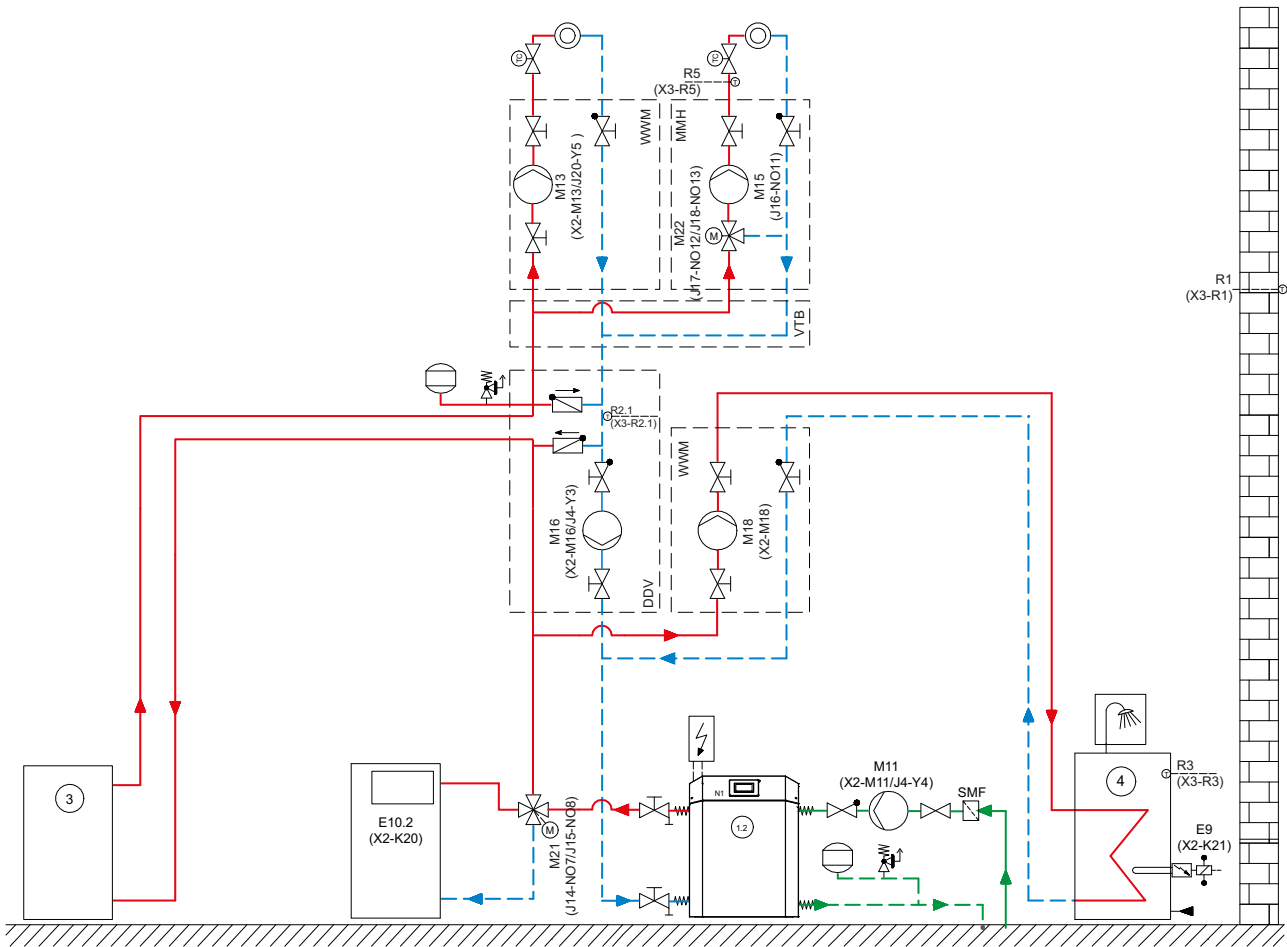 TC
TC
R5
(X3-R5)
T
WWM
MMH
M13
(X2-M13/J20-Y5 )
M15
(J16-NO11)
M22
(J17-NO12/J18-NO13)
M
R1
(X3-R1)
T
VTB
R2.1
(X3-R2.1)
T
WWM
M16
(X2-M16/J4-Y3)
M18
(X2-M18)
DDV
3
E10.2
(X2-K20)
M
M21
(J14-NO7/J15-NO8)
N1
1.2
M11
(X2-M11/J4-Y4)
SMF
4
T
R3
(X3-R3)
E9
(X2-K21)